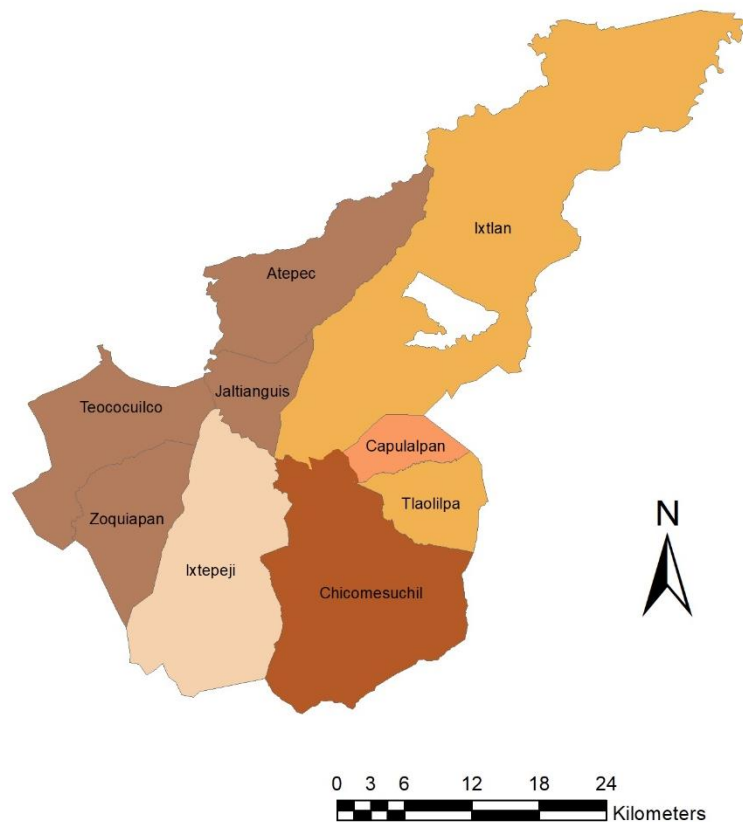 Ixtlan
Atepec
Jaltianguis
Teococuilco
Capulalpan
Tlaolilpa
Zoquiapan
Ixtepeji
Chicomesuchil
N
0 3 6 12 18 24
Kilometers